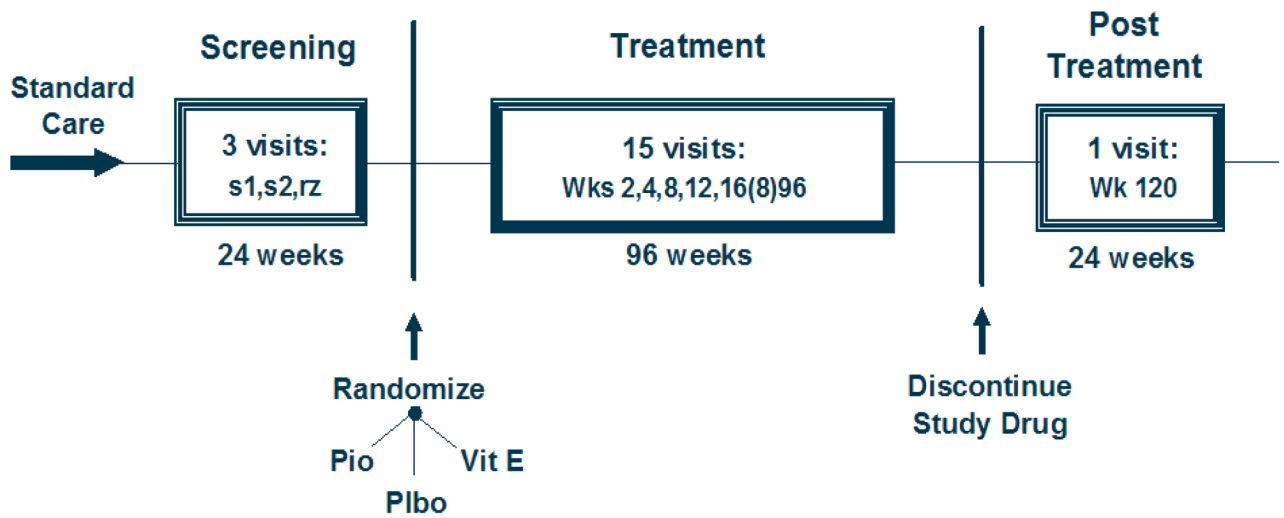 Standard
Care
Screening
3 visits:
s1,s2,rz
24 weeks
Treatment
15 visits:
Wks 2,4,8,12,16(8)96
96 weeks
Post
Treatment
1 visit:
Wk 120
24 weeks
Randomize
Pio
Vit E
Plbo
Discontinue
Study Drug